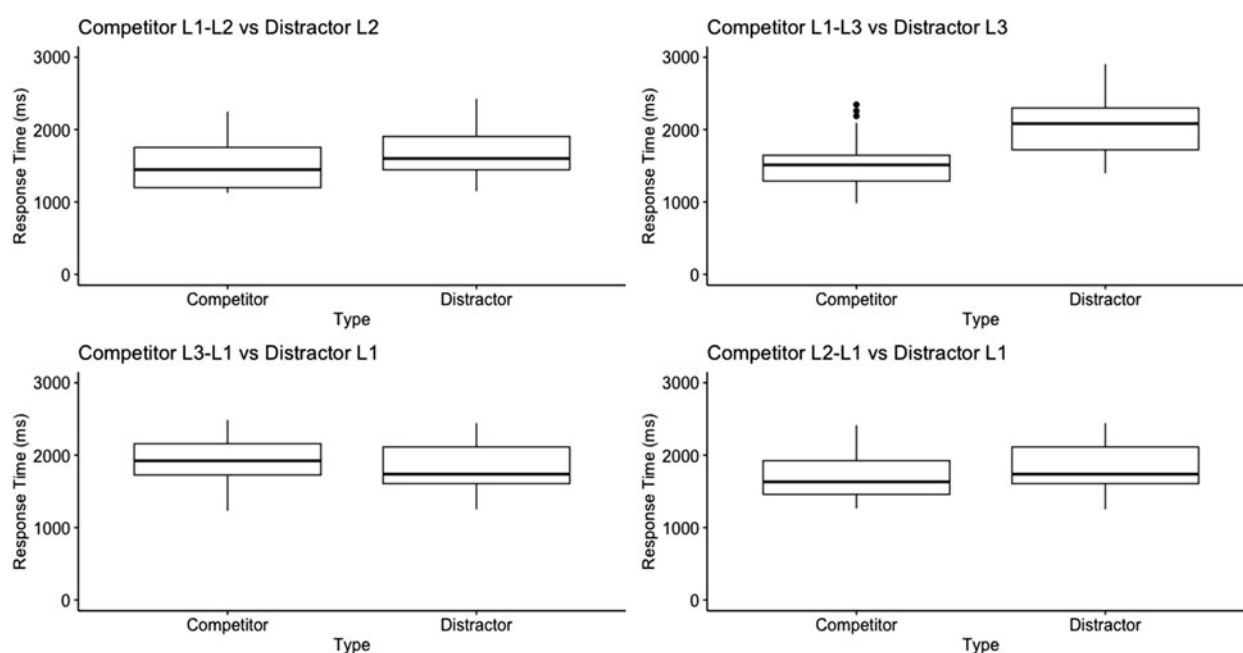 Competitor L1-L2 vs Distractor L2
3000
2000
1000
0
Response Time (ms)
Competitor
Distractor
Type
Competitor L1-L3 vs Distractor L3
3000
2000
1000
0
Response Time (ms)
Competitor
Distractor
Type
Competitor L3-L1 vs Distractor L1
3000
2000
1000
0
Response Time (ms)
Competitor
Distractor
Type
Competitor L2-L1 vs Distractor L1
3000
2000
1000
0
Response Time (ms)
Competitor
Distractor
Type